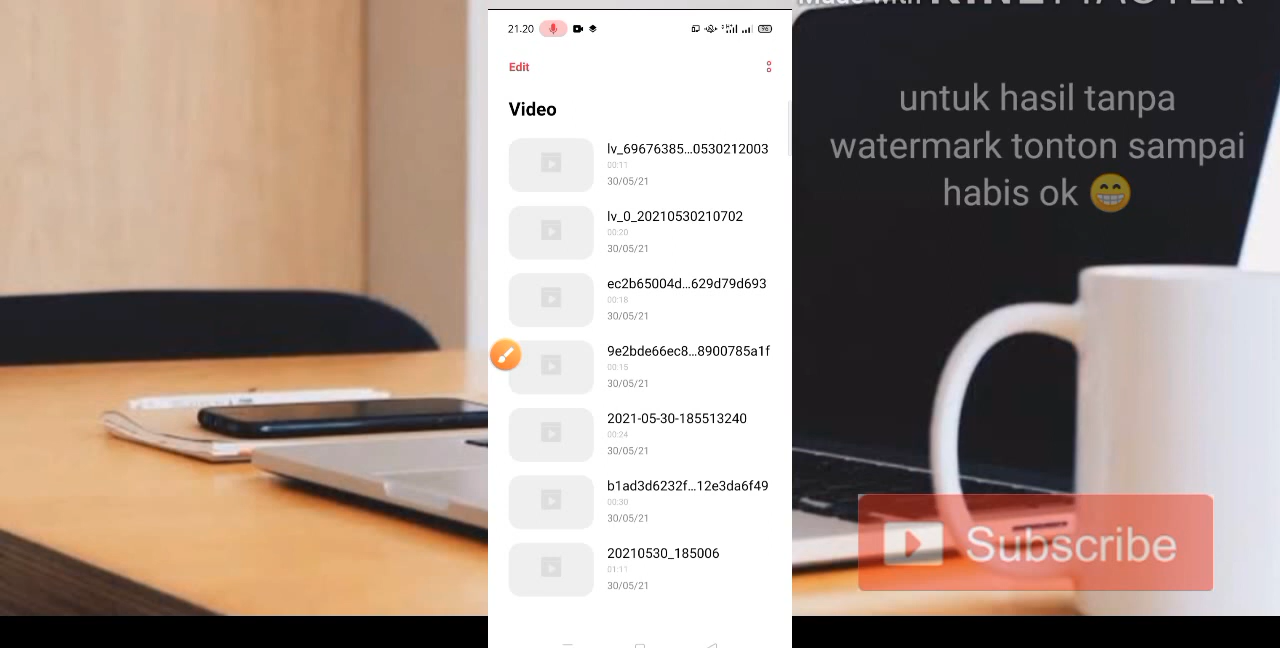 Made with KINEMASTER
21.20
Edit
Video
lv_69676385...0530212003
00:11
30/05/21
lv_0_20210530210702
00:20
30/05/21
ec2b65004d...629d79d693
00:18
30/05/21
9e2bde66ec8...8900785a1f
00:15
30/05/21
2021-05-30-185513240
00:24
30/05/21
b1ad3d6232f...12e3da6f49
00:30
30/05/21
20210530_185006
01:11
30/05/21
untuk hasil tanpa
watermark tonton sampai
habis ok 😁
Subscribe